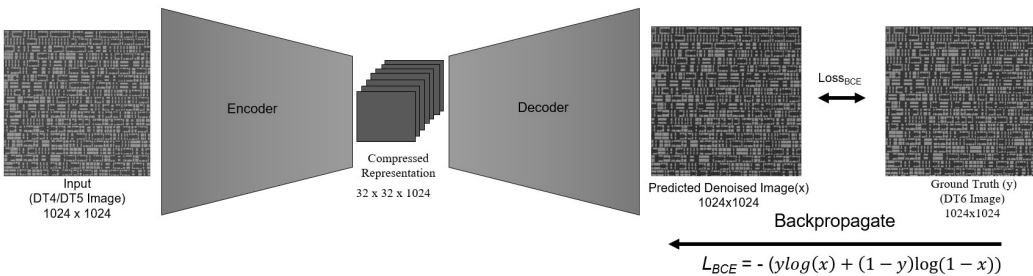 Input
(DT4/DT5 Image)
1024 x 1024
Encoder
Compressed
Representation
32 x 32 x 1024
Decoder
Predicted Denoised Image(x)
1024x1024
Loss_BCE
Ground Truth (y)
(DT6 Image)
1024x1024
Backpropagate
L_BCE = - (ylog(x) + (1 − y)log(1 − x))